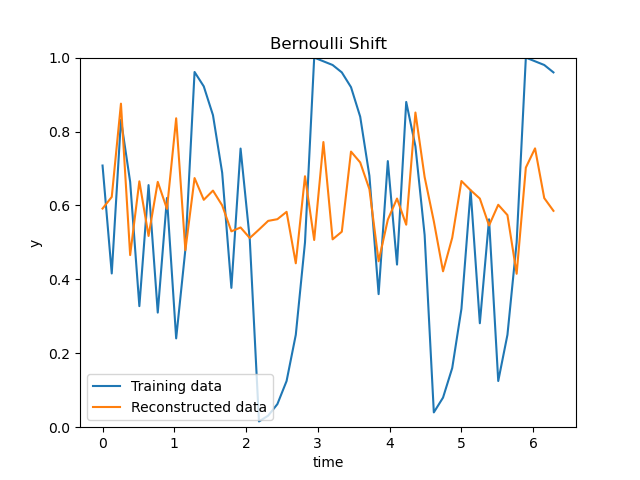 Bernoulli Shift
1.0
0.8
0.6
0.4
0.2
0.0
y
Training data
Reconstructed data
0 1 2 3 4 5 6
time